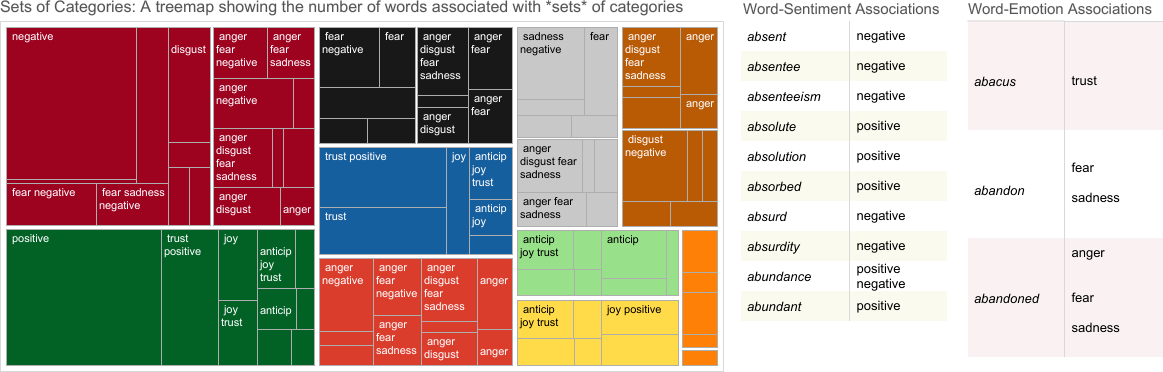 Sets of Categories: A treemap showing the number of words associated with *sets* of categories
negative
disgust
fear negative
fear sadness
negative
anger
fear
negative
anger
fear
sadness
anger
negative
anger
disgust
fear
sadness
anger
disgust
anger
fear
negative
fear
anger
disgust
fear
sadness
anger
fear
anger
fear
anger
disgust
sadness
negative
fear
anger
disgust fear
sadness
anger fear
sadness
anger
disgust
fear
sadness
anger
anger
disgust
negative
trust positive
trust
joy
anticip
joy
trust
anticip
joy
positive
trust
positive
joy
joy
trust
anticip
joy
trust
anticip
anger
negative
anger
fear
negative
anger
fear
sadness
anger
disgust
fear
sadness
anger
disgust
anger
anger
anticip
joy trust
anticip
anticip
joy trust
joy positive
Word-Sentiment Associations
absent negative
absentee negative
absenteeism negative
absolute positive
absolution positive
absorbed positive
absurd negative
absurdity negative
abundance positive
negative
abundant positive
Word-Emotion Associations
abacus trust
abandon fear
sadness
abandoned anger
fear
sadness